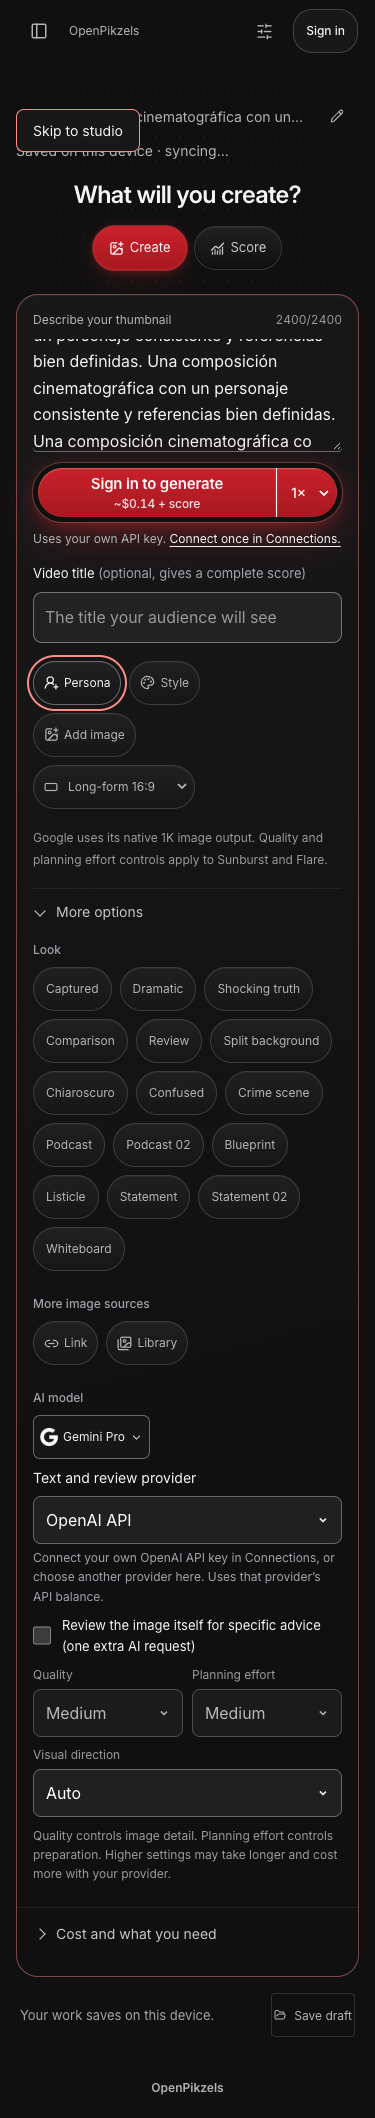 OpenPikzels
Sign in
Skip to studio
cinematográfica con un...
Saved on this device · syncing...
What will you create?
Create
Score
Describe your thumbnail
2400/2400
un personaje consistente y referencias
bien definidas. Una composición
cinematográfica con un personaje
consistente y referencias bien definidas.
Una composición cinematográfica co
Sign in to generate
~$0.14 + score
1×
Uses your own API key. Connect once in Connections.
Video title (optional, gives a complete score)
The title your audience will see
Persona
Style
Add image
Long-form 16:9
Google uses its native 1K image output. Quality and
planning effort controls apply to Sunburst and Flare.
More options
Look
Captured
Dramatic
Shocking truth
Comparison
Review
Split background
Chiaroscuro
Confused
Crime scene
Podcast
Podcast 02
Blueprint
Listicle
Statement
Statement 02
Whiteboard
More image sources
Link
Library
AI model
Gemini Pro
Text and review provider
OpenAI API
Connect your own OpenAI API key in Connections, or
choose another provider here. Uses that provider’s
API balance.
Review the image itself for specific advice
(one extra AI request)
Quality
Planning effort
Medium
Medium
Visual direction
Auto
Quality controls image detail. Planning effort controls
preparation. Higher settings may take longer and cost
more with your provider.
Cost and what you need
Your work saves on this device.
Save draft
OpenPikzels